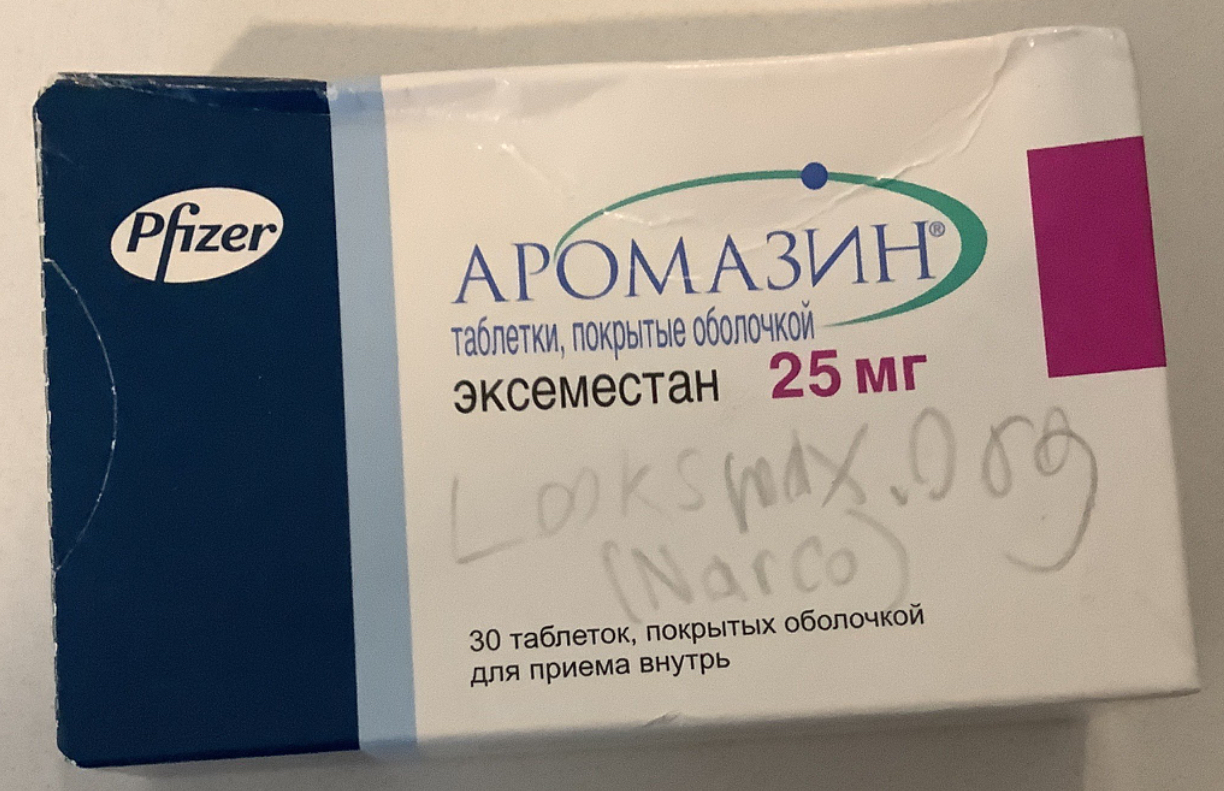 Pfizer
АРОМАЗИН®
таблетки, покрытые оболочкой
эксеместан 25 мг
Looksmax.Org
(Narco)
30 таблеток, покрытых оболочкой
для приема внутрь